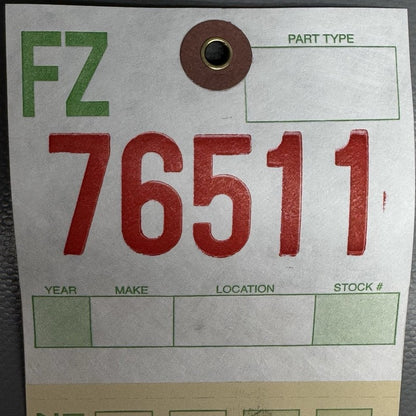 FZ
PART TYPE
76511
YEAR MAKE LOCATION STOCK #